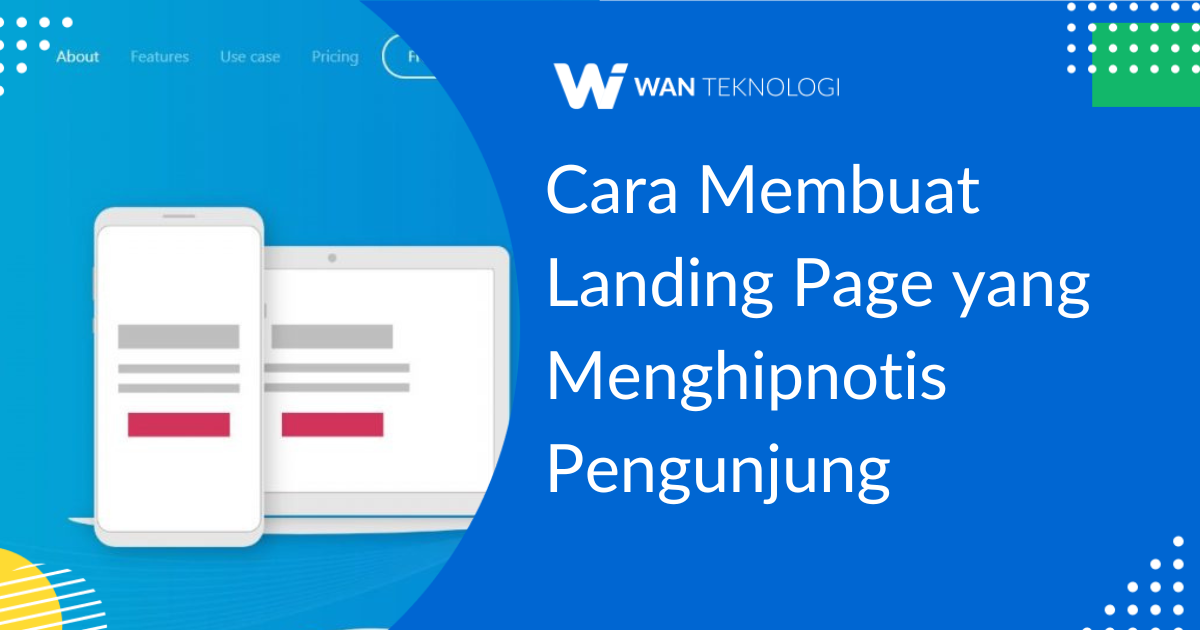 About Features Use case Pricing
WAN TEKNOLOGI
Cara Membuat
Landing Page yang
Menghipnotis
Pengunjung